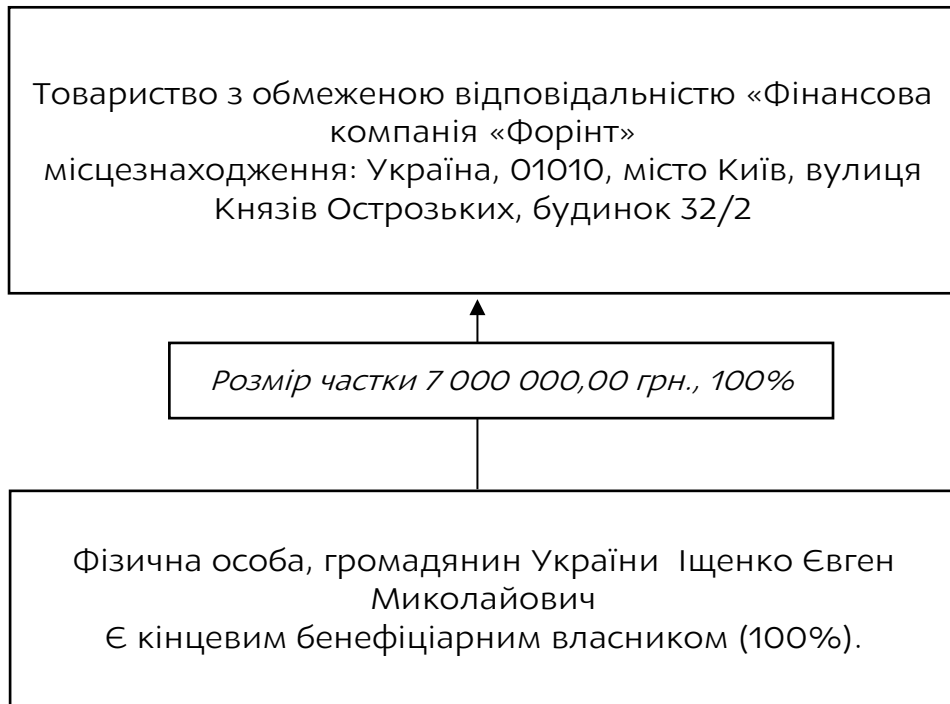 Товариство з обмеженою відповідальністю «Фінансова
компанія «Форінт»
місцезнаходження: Україна, 01010, місто Київ, вулиця
Князів Острозьких, будинок 32/2
Розмір частки 7 000 000,00 грн., 100%
Фізична особа, громадянин України Іщенко Євген
Миколайович
Є кінцевим бенефіціарним власником (100%).